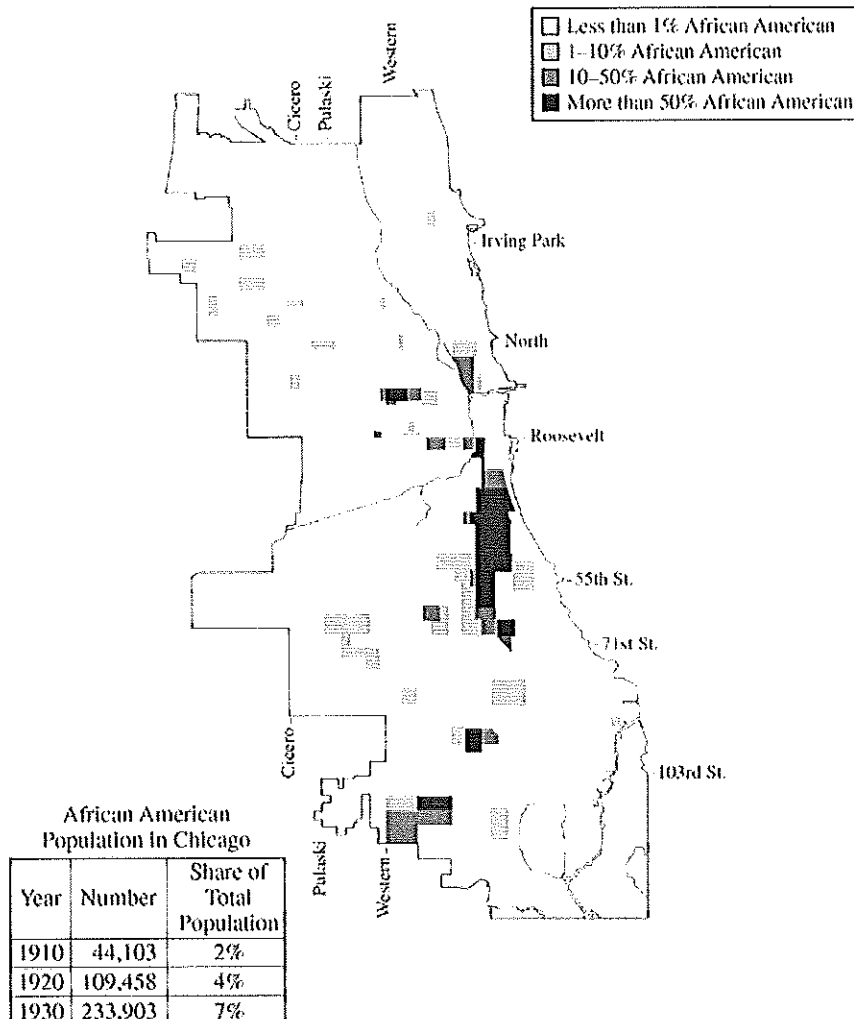 Less than 1% African American
1–10% African American
10–50% African American
More than 50% African American
Western
Cicero
Pulaski
Irving Park
North
Roosevelt
55th St.
71st St.
Cicero
103rd St.
Pulaski
Western
African American
Population in Chicago
Year Number Share of
Total
Population
1910 44,103 2%
1920 109,458 4%
1930 233,903 7%